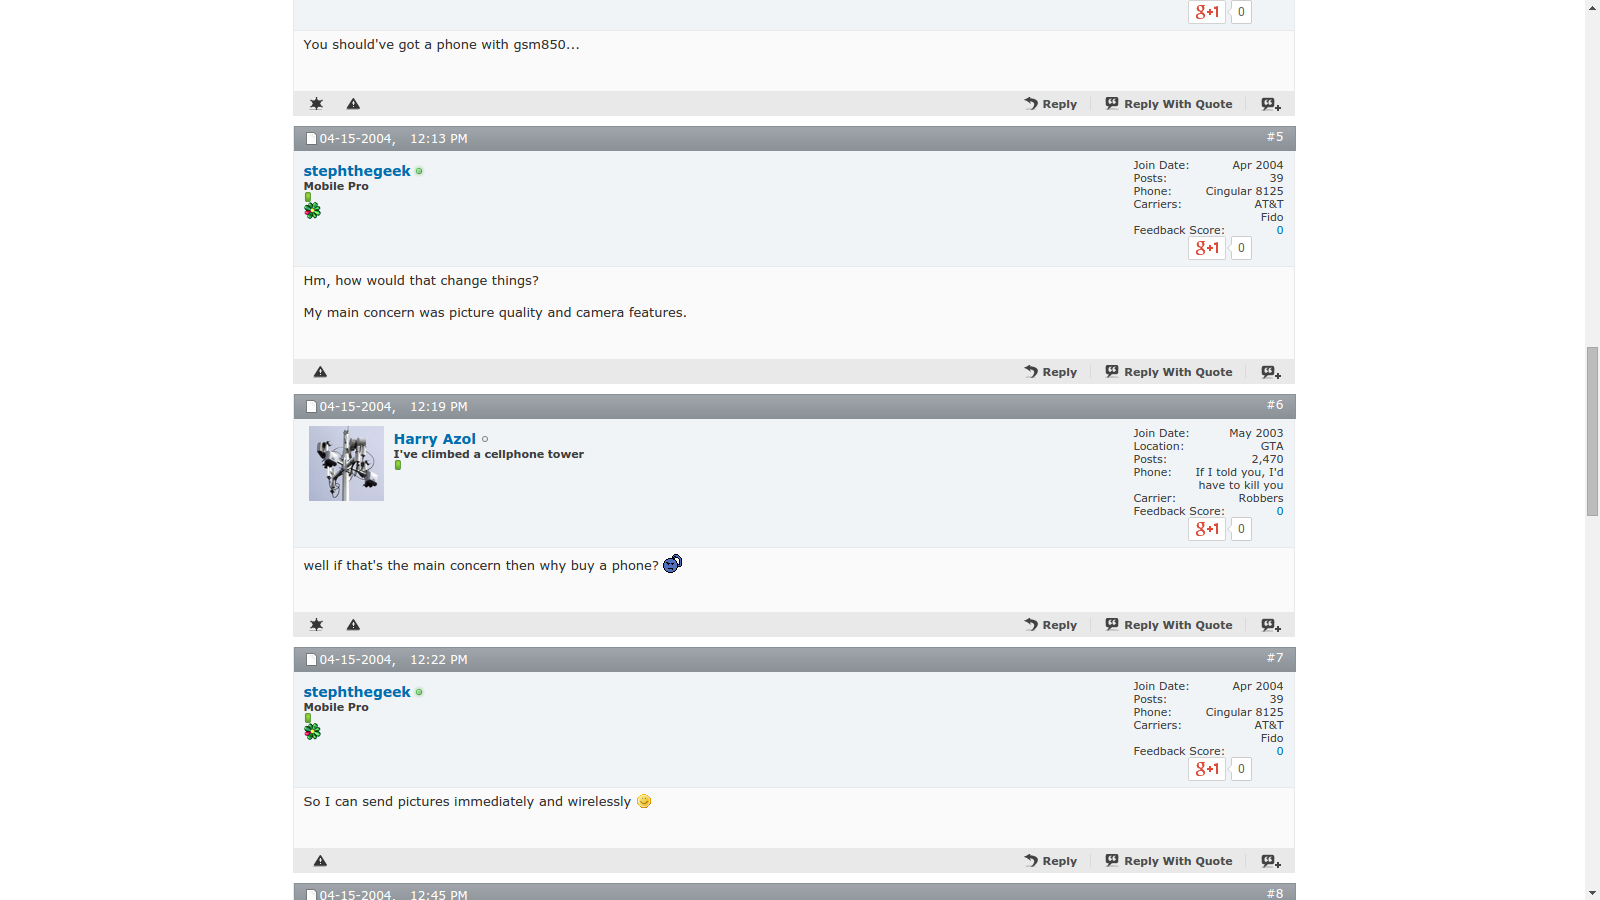 g+1 0
You should've got a phone with gsm850...
Reply Reply With Quote
04-15-2004, 12:13 PM #5
stephthegeek
Mobile Pro
Join Date: Apr 2004
Posts: 39
Phone: Cingular 8125
Carriers: AT&T
Fido
Feedback Score: 0
g+1 0
Hm, how would that change things?
My main concern was picture quality and camera features.
Reply Reply With Quote
04-15-2004, 12:19 PM #6
Harry Azol
I've climbed a cellphone tower
Join Date: May 2003
Location: GTA
Posts: 2,470
Phone: If I told you, I'd
have to kill you
Carrier: Robbers
Feedback Score: 0
g+1 0
well if that's the main concern then why buy a phone?
Reply Reply With Quote
04-15-2004, 12:22 PM #7
stephthegeek
Mobile Pro
Join Date: Apr 2004
Posts: 39
Phone: Cingular 8125
Carriers: AT&T
Fido
Feedback Score: 0
g+1 0
So I can send pictures immediately and wirelessly
Reply Reply With Quote
04-15-2004, 12:45 PM #8